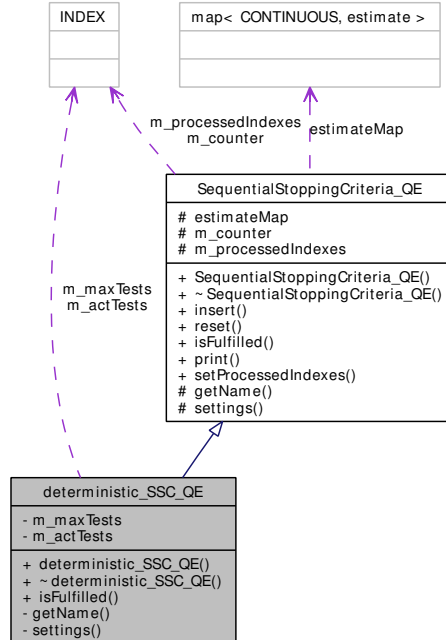 INDEX
map< CONTINUOUS, estimate >
m_processedIndexes
m_counter
estimateMap
SequentialStoppingCriteria_QE
# estimateMap
# m_counter
# m_processedIndexes
+ SequentialStoppingCriteria_QE()
+ ~SequentialStoppingCriteria_QE()
+ insert()
+ reset()
+ isFulfilled()
+ print()
+ setProcessedIndexes()
# getName()
# settings()
m_maxTests
m_actTests
deterministic_SSC_QE
- m_maxTests
- m_actTests
+ deterministic_SSC_QE()
+ ~deterministic_SSC_QE()
+ isFulfilled()
- getName()
- settings()